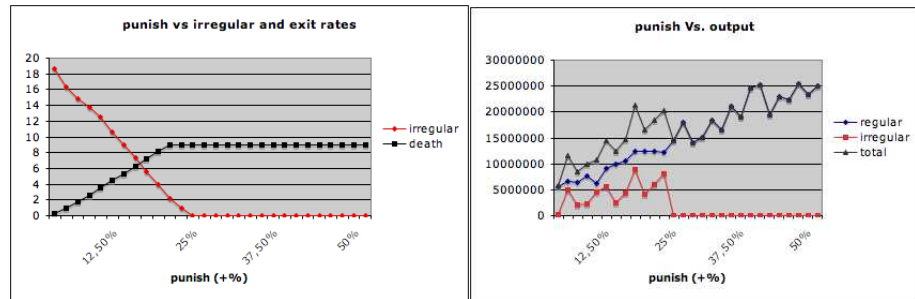 punish vs irregular and exit rates
20
18
16
14
12
10
8
6
4
2
0
12,50%
25%
37,50%
50%
punish (+%)
irregular
death
punish Vs. output
30000000
25000000
20000000
15000000
10000000
5000000
0
12,50%
25%
37,50%
50%
punish (+%)
regular
irregular
total